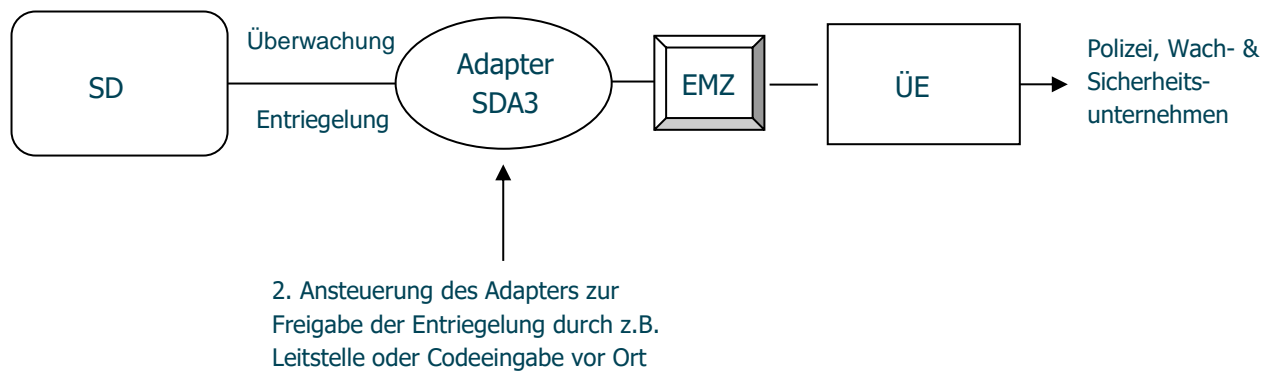 SD
Überwachung
Entriegelung
Adapter
SDA3
EMZ
ÜE
Polizei, Wach- &
Sicherheits-
unternehmen
2. Ansteuerung des Adapters zur
Freigabe der Entriegelung durch z.B.
Leitstelle oder Codeeingabe vor Ort